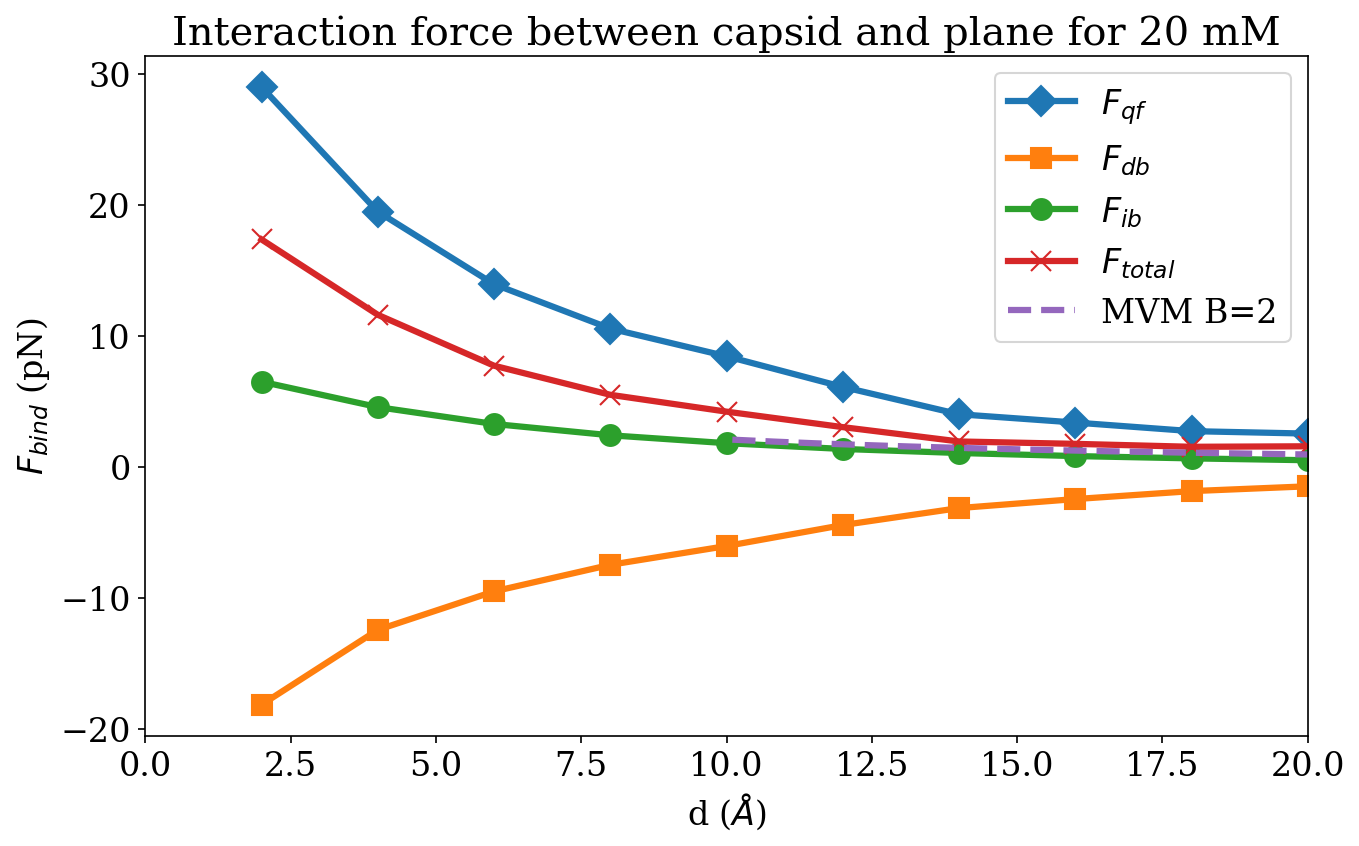 Interaction force between capsid and plane for 20 mM
30
20
10
0
−10
−20
F_bind (pN)
0.0 2.5 5.0 7.5 10.0 12.5 15.0 17.5 20.0
d (Å)
F_qf
F_db
F_ib
F_total
MVM B=2